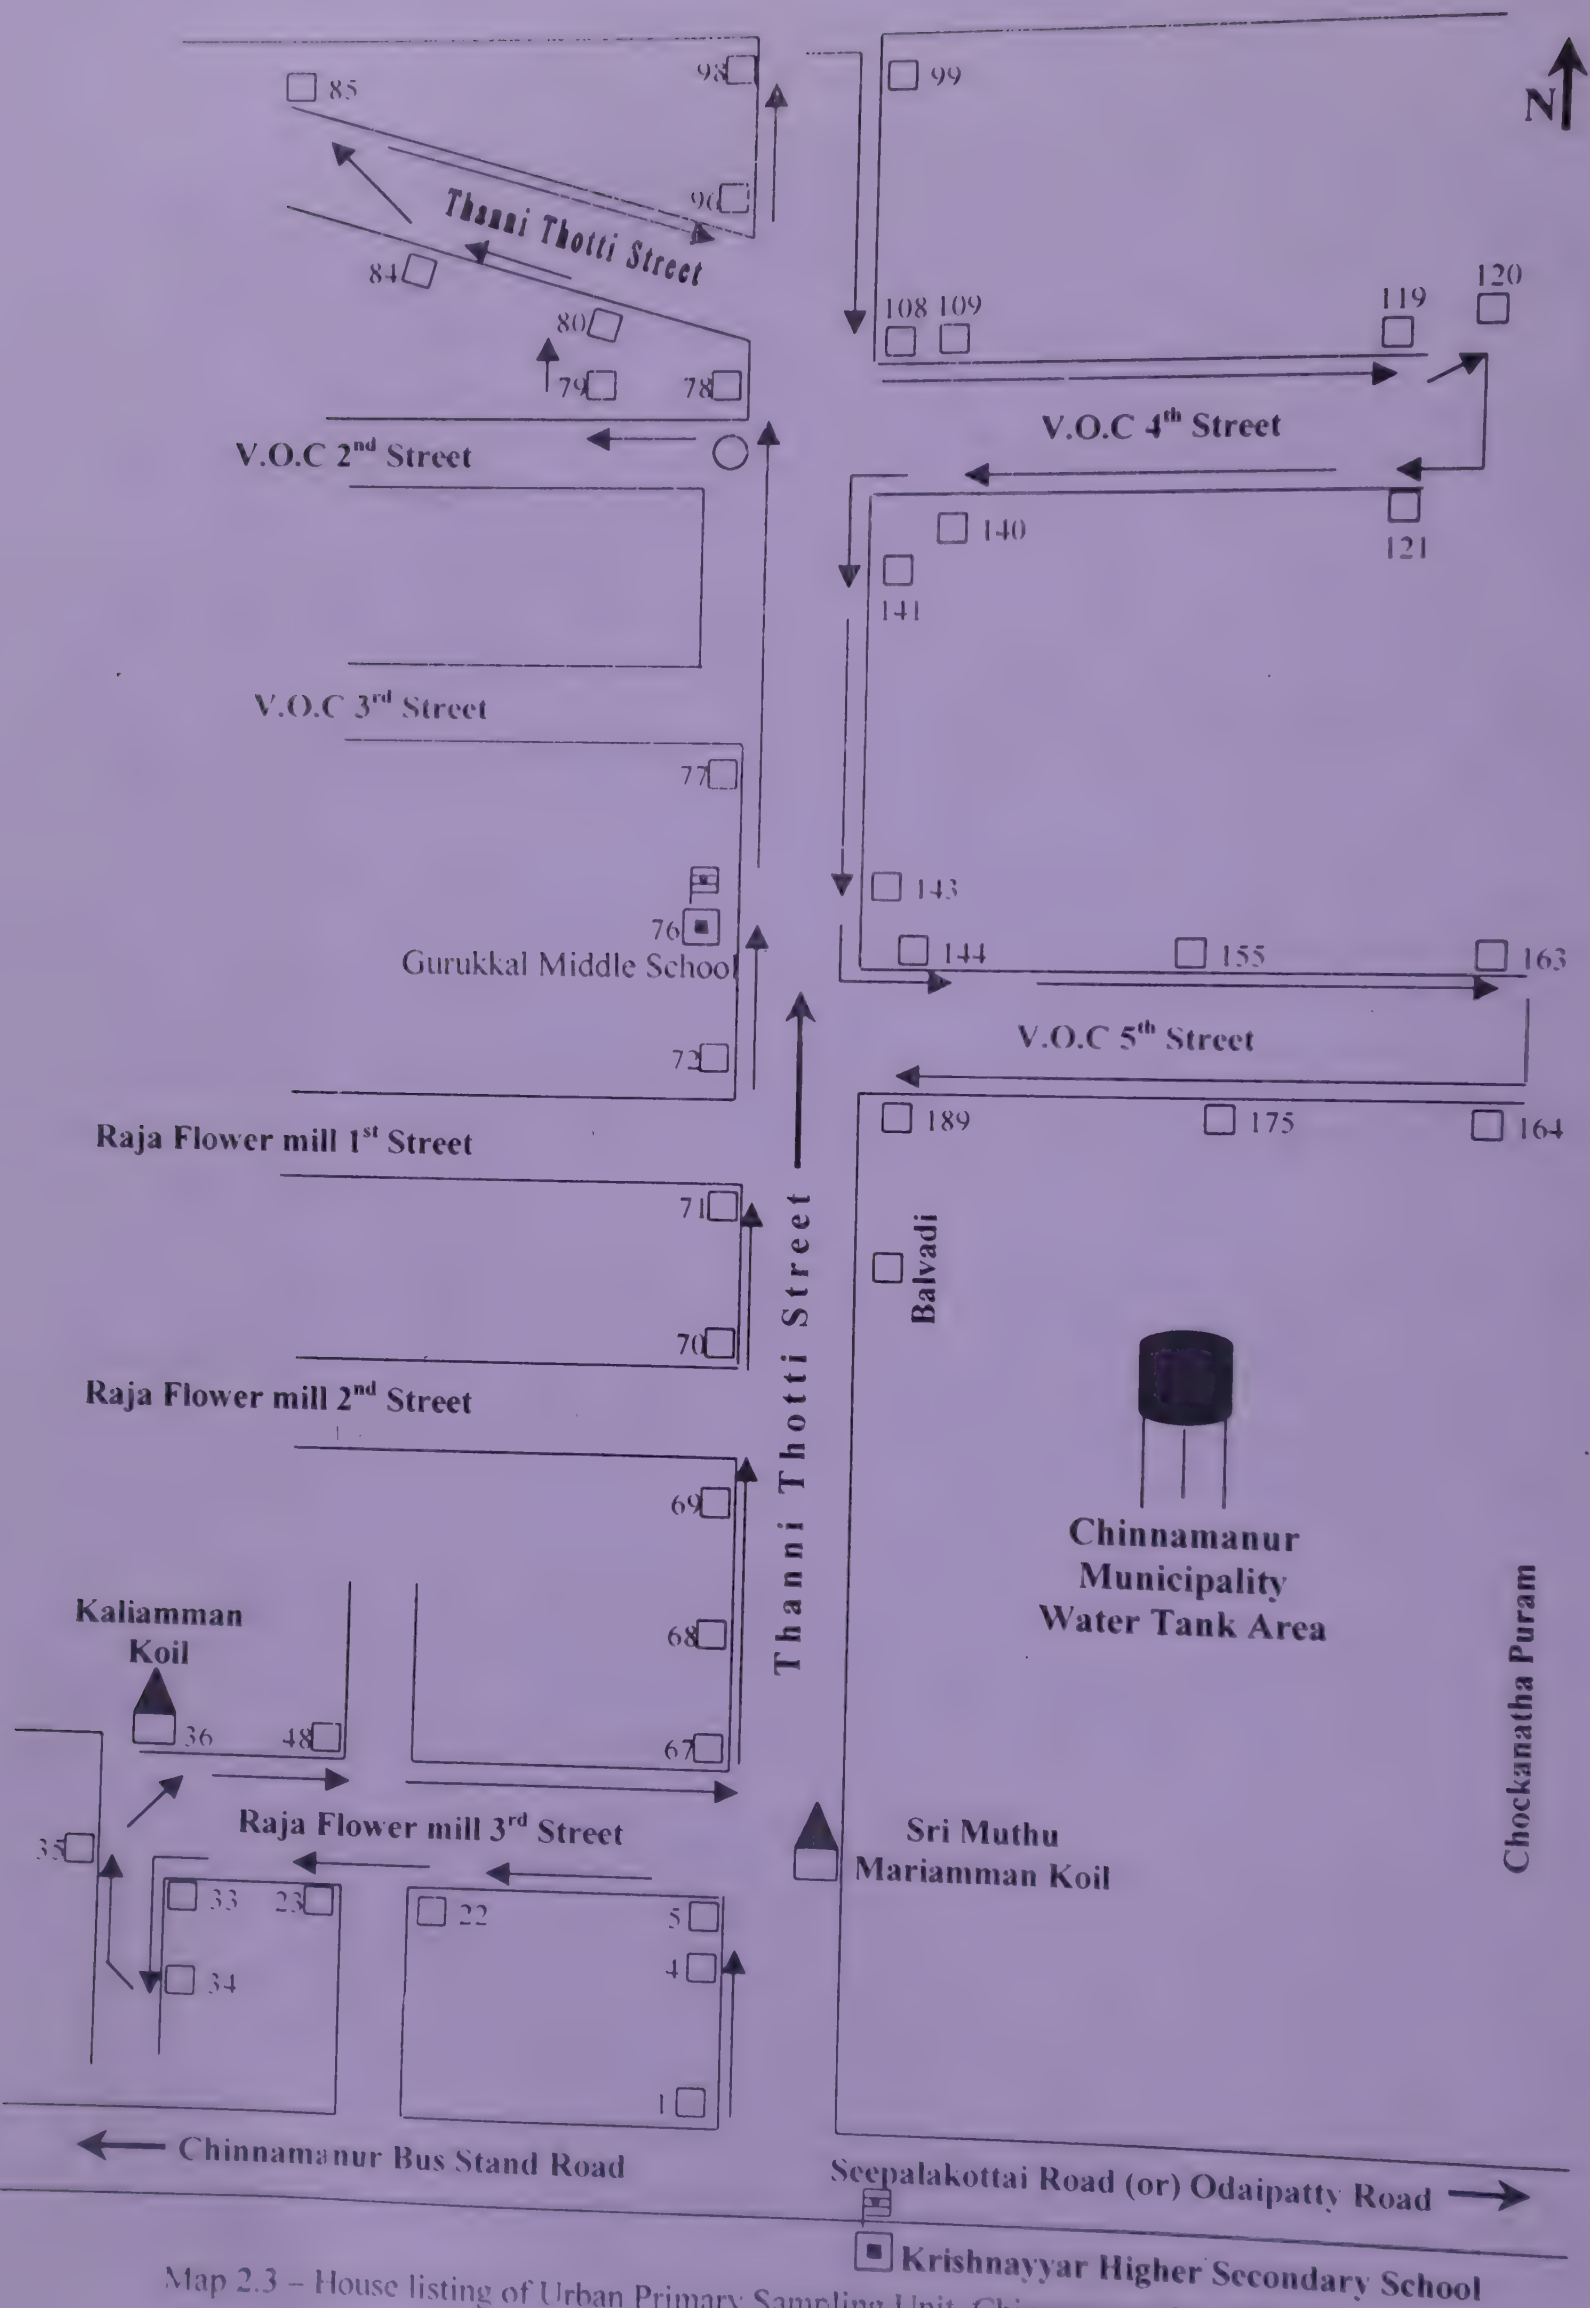 98
99
85
N
96
Thanni Thotti Street
84
120
119
108 109
80
79
78
V.O.C 4th Street
V.O.C 2nd Street
140
121
141
V.O.C 3rd Street
77
143
76
Gurukkal Middle School
144
155
163
V.O.C 5th Street
72
189
175
164
Raja Flower mill 1st Street
71
Balvadi
Thanni Thotti Street
70
Raja Flower mill 2nd Street
69
Chinnamanur
Municipality
Water Tank Area
Chockanatha Puram
Kaliamman
Koil
68
36
48
67
Raja Flower mill 3rd Street
Sri Muthu
Mariamman Koil
35
33
23
22
5
4
34
1
Chinnamanur Bus Stand Road
Seepalakottai Road (or) Odaipatty Road
Krishnayyar Higher Secondary School
Map 2.3 – House listing of Urban Primary Sampling Unit